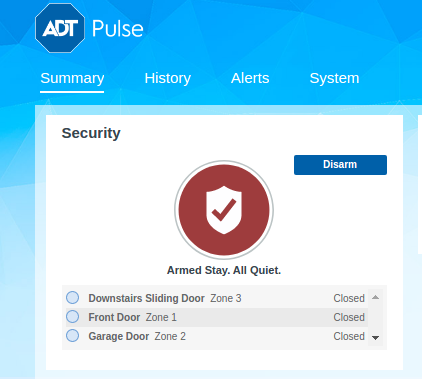 ADT Pulse
Summary History Alerts System
Security
Disarm
Armed Stay. All Quiet.
Downstairs Sliding Door Zone 3 Closed
Front Door Zone 1 Closed
Garage Door Zone 2 Closed